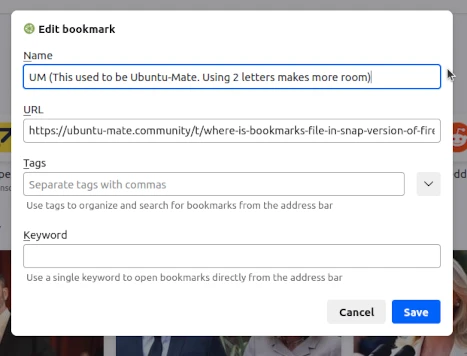 Edit bookmark
Name
UM (This used to be Ubuntu-Mate. Using 2 letters makes more room)
URL
https://ubuntu-mate.community/t/where-is-bookmarks-file-in-snap-version-of-fire
Tags
Separate tags with commas
Use tags to organize and search for bookmarks from the address bar
Keyword
Use a single keyword to open bookmarks directly from the address bar
Cancel Save